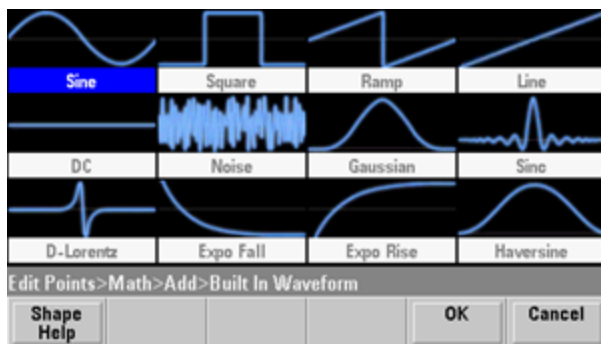 Sine Square Ramp Line
DC Noise Gaussian Sinc
D-Lorentz Expo Fall Expo Rise Haversine
Edit Points>Math>Add>Built In Waveform
Shape Help OK Cancel